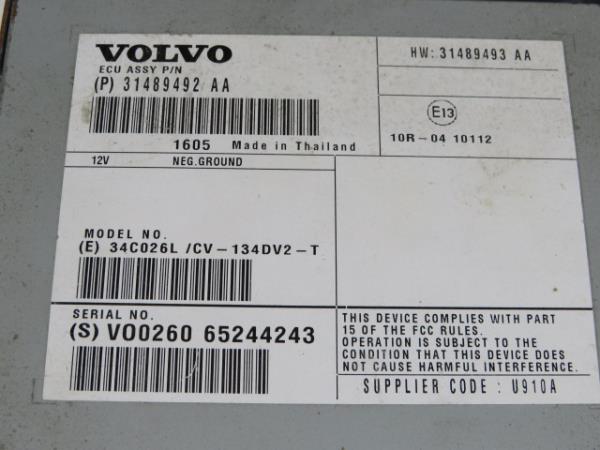 VOLVO
ECU ASSY P/N
(P) 31489492 AA
1605 Made in Thailand
HW: 31489493 AA
E13
10R-04 10112
12V NEG.GROUND
MODEL NO.
(E) 34C026L /CV-134DV2-T
SERIAL NO.
(S) VO0260 65244243
THIS DEVICE COMPLIES WITH PART
15 OF THE FCC RULES.
OPERATION IS SUBJECT TO THE
CONDITION THAT THIS DEVICE DOES
NOT CAUSE HARMFUL INTERFERENCE.
SUPPLIER CODE : U910A